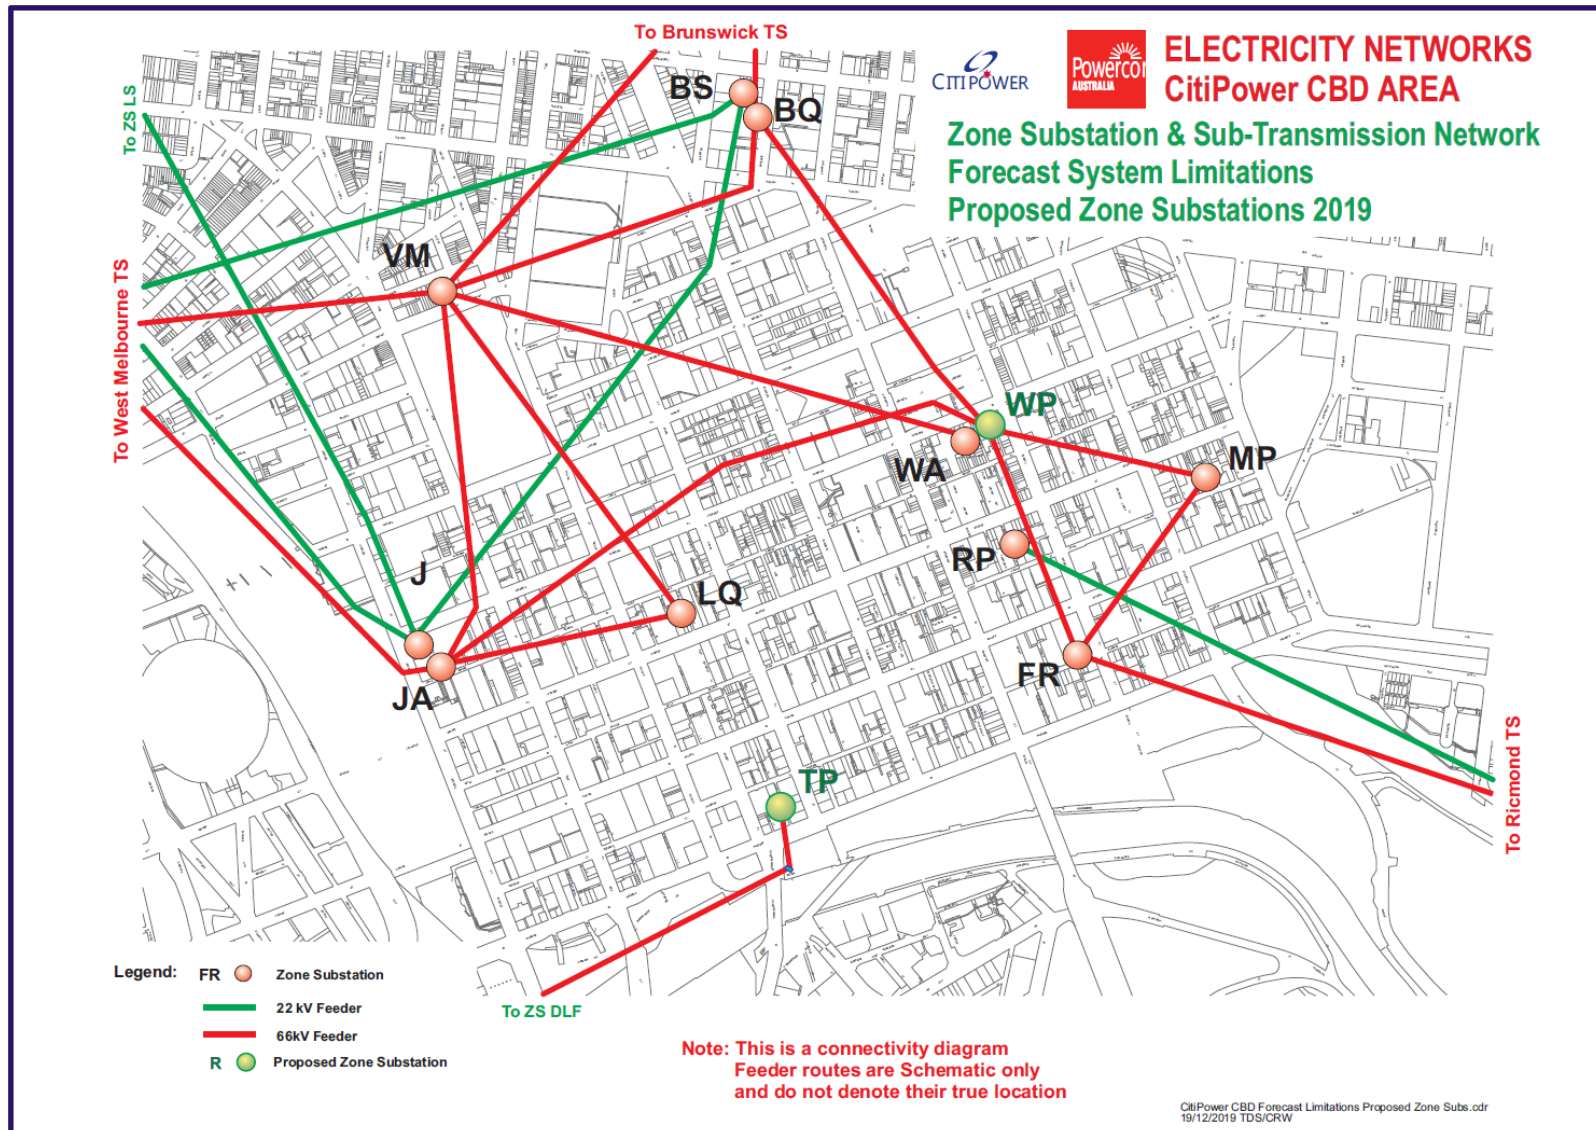 To Brunswick TS
CITIPOWER
Powercor
AUSTRALIA
ELECTRICITY NETWORKS
CitiPower CBD AREA
Zone Substation & Sub-Transmission Network
Forecast System Limitations
Proposed Zone Substations 2019
To ZS LS
BS
BQ
VM
To West Melbourne TS
WP
WA
MP
RP
J
LQ
FR
JA
TP
To Ricmond TS
Legend:
FR Zone Substation
22 kV Feeder
66kV Feeder
R Proposed Zone Substation
To ZS DLF
Note: This is a connectivity diagram
Feeder routes are Schematic only
and do not denote their true location
CitiPower CBD Forecast Limitations Proposed Zone Subs.cdr
19/12/2019 TDS/CRW